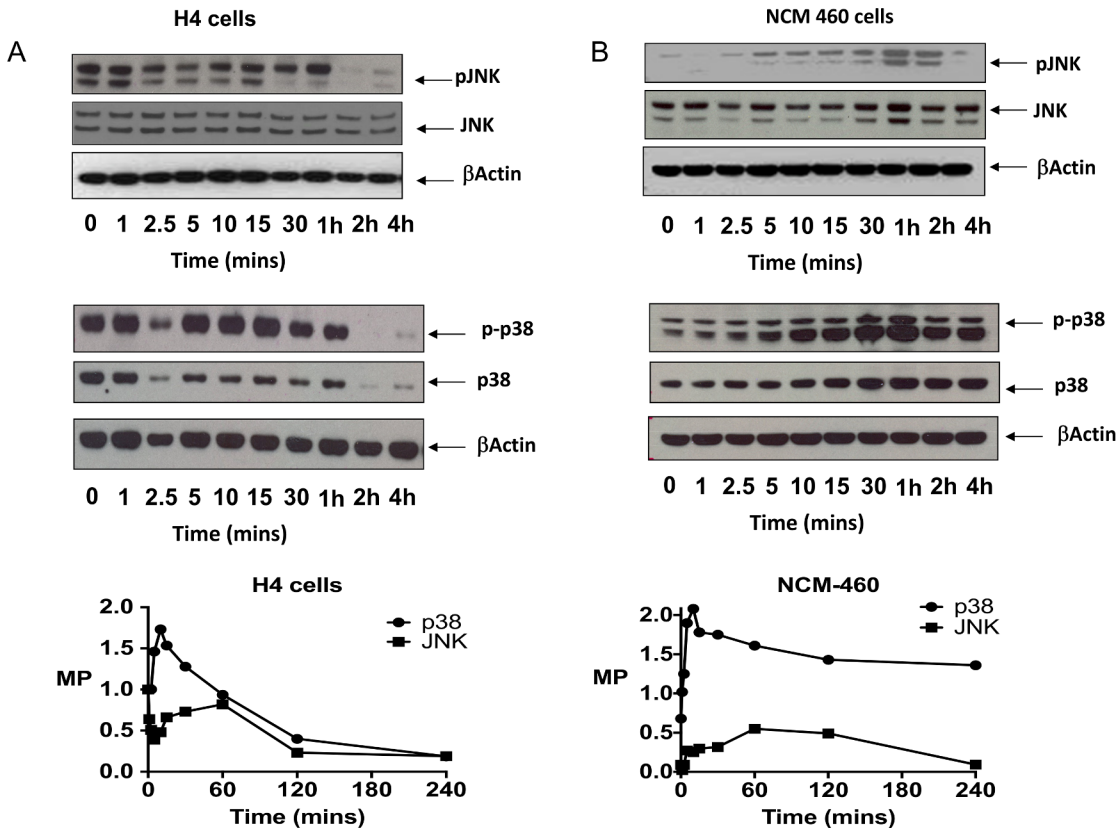 H4 cells
A
pJNK
JNK
βActin
0 1 2.5 5 10 15 30 1h 2h 4h
Time (mins)
p-p38
p38
βActin
0 1 2.5 5 10 15 30 1h 2h 4h
Time (mins)
H4 cells
p38
JNK
MP
2.0
1.5
1.0
0.5
0.0
0 60 120 180 240
Time (mins)
NCM 460 cells
B
pJNK
JNK
βActin
0 1 2.5 5 10 15 30 1h 2h 4h
Time (mins)
p-p38
p38
βActin
0 1 2.5 5 10 15 30 1h 2h 4h
Time (mins)
NCM-460
p38
JNK
MP
2.0
1.5
1.0
0.5
0.0
0 60 120 180 240
Time (mins)